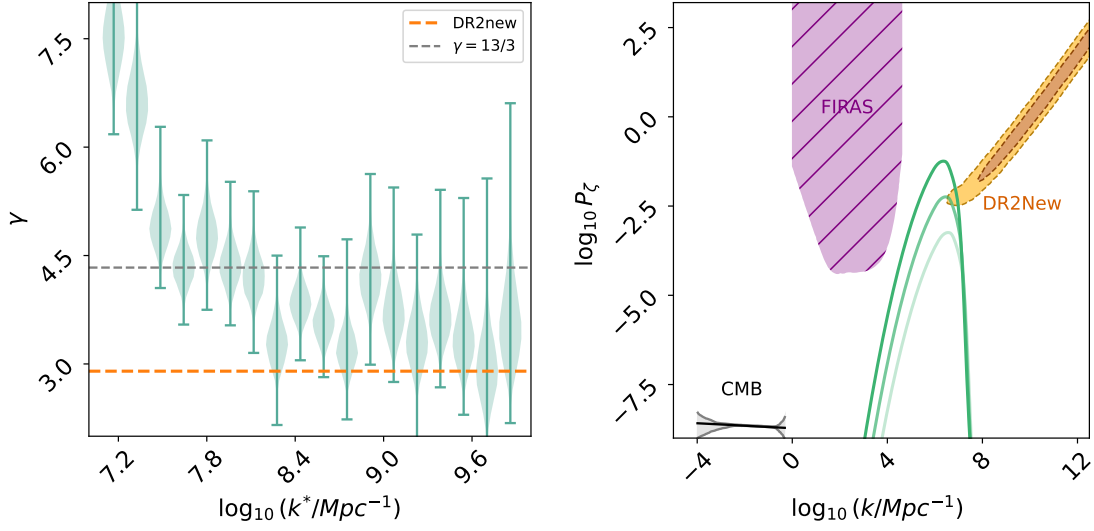 7.5
6.0
4.5
3.0
γ
7.2
7.8
8.4
9.0
9.6
log₁₀ (k*/Mpc⁻¹)
DR2new
γ = 13/3
2.5
0.0
−2.5
−5.0
−7.5
log₁₀ Pζ
FIRAS
DR2New
CMB
−4
0
4
8
12
log₁₀ (k/Mpc⁻¹)